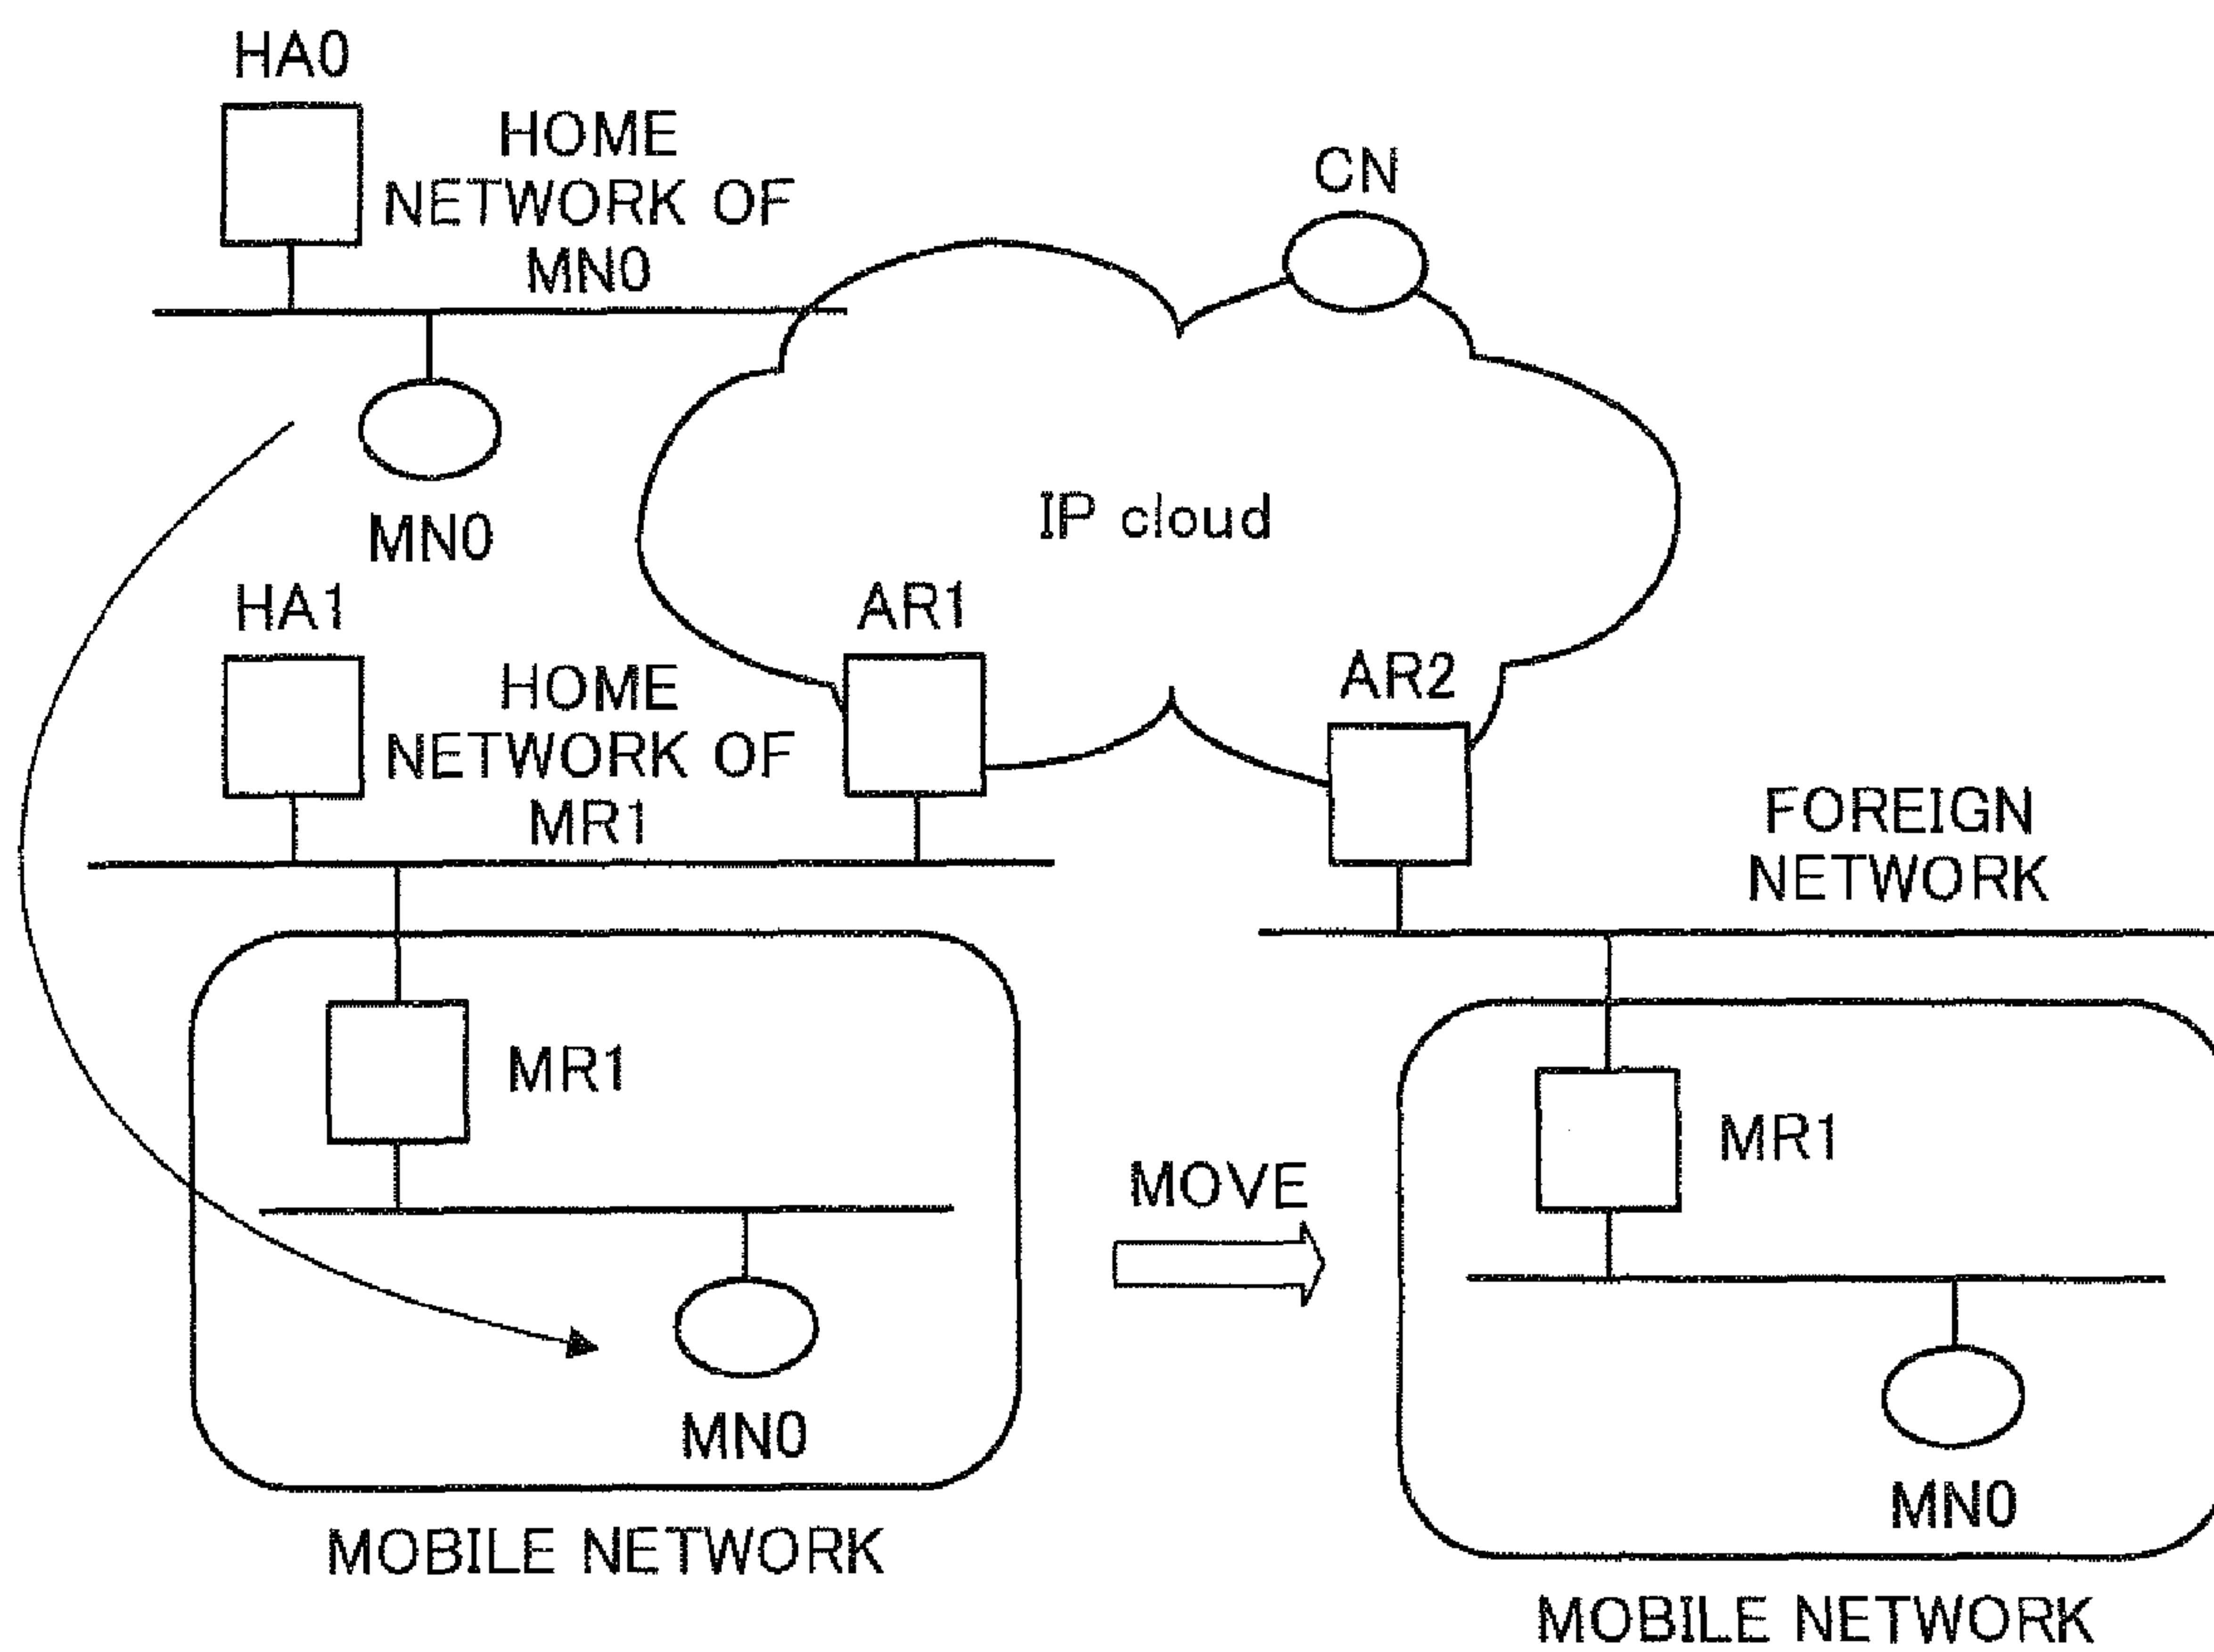 HA0
HOME
NETWORK OF
MN0
CN
MN0
IP cloud
HA1
HOME
NETWORK OF
MR1
AR1
AR2
FOREIGN
NETWORK
MR1
MN0
MOBILE NETWORK
MOVE
MR1
MN0
MOBILE NETWORK